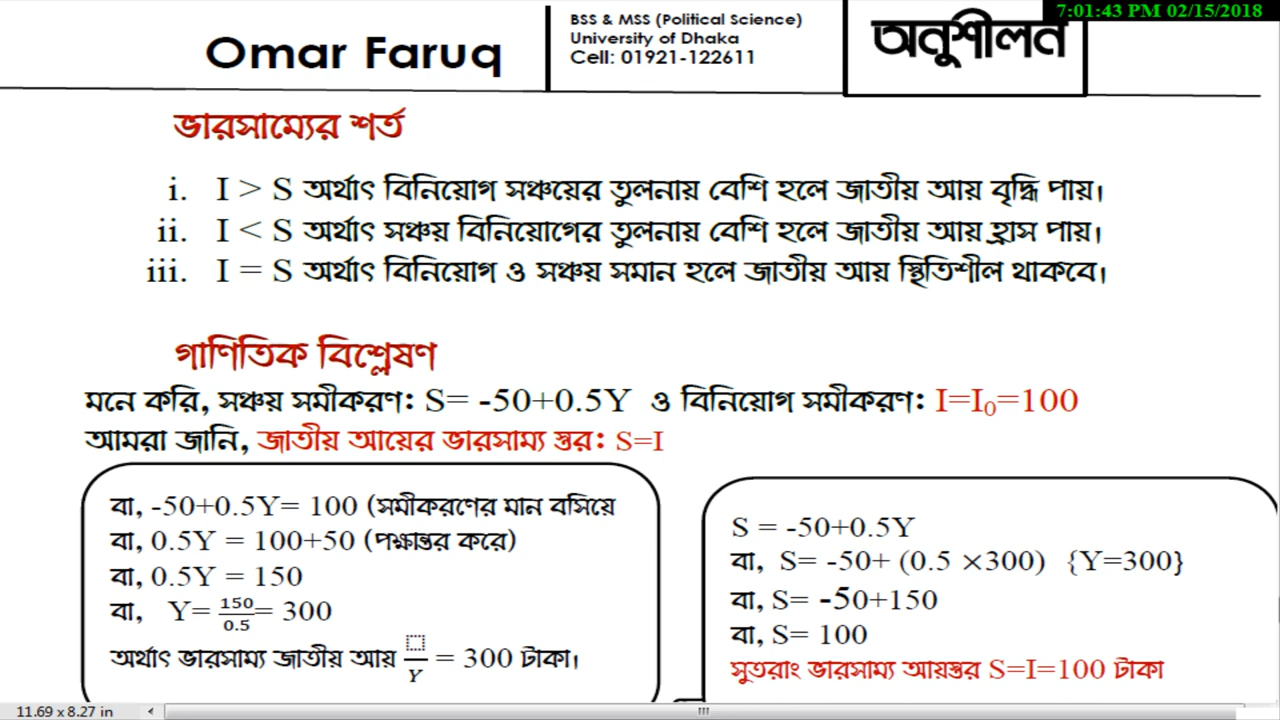 7:01:43 PM 02/15/2018
Omar Faruq
BSS & MSS (Political Science)
University of Dhaka
Cell: 01921-122611
অনুশীলন
ভারসাম্যের শর্ত
i. I > S অর্থাৎ বিনিয়োগ সঞ্চয়ের তুলনায় বেশি হলে জাতীয় আয় বৃদ্ধি পায়।
ii. I < S অর্থাৎ সঞ্চয় বিনিয়োগের তুলনায় বেশি হলে জাতীয় আয় হ্রাস পায়।
iii. I = S অর্থাৎ বিনিয়োগ ও সঞ্চয় সমান হলে জাতীয় আয় স্থিতিশীল থাকবে।
গাণিতিক বিশ্লেষণ
মনে করি, সঞ্চয় সমীকরণ: S= -50+0.5Y ও বিনিয়োগ সমীকরণ: I=I₀=100
আমরা জানি, জাতীয় আয়ের ভারসাম্য স্তর: S=I
বা, -50+0.5Y= 100 (সমীকরণের মান বসিয়ে
বা, 0.5Y = 100+50 (পক্ষান্তর করে)
বা, 0.5Y = 150
বা, Y= 150/0.5 = 300
অর্থাৎ ভারসাম্য জাতীয় আয় □/Y = 300 টাকা।
S = -50+0.5Y
বা, S= -50+ (0.5 ×300) {Y=300}
বা, S= -50+150
বা, S= 100
সুতরাং ভারসাম্য আয়স্তর S=I=100 টাকা
11.69 x 8.27 in